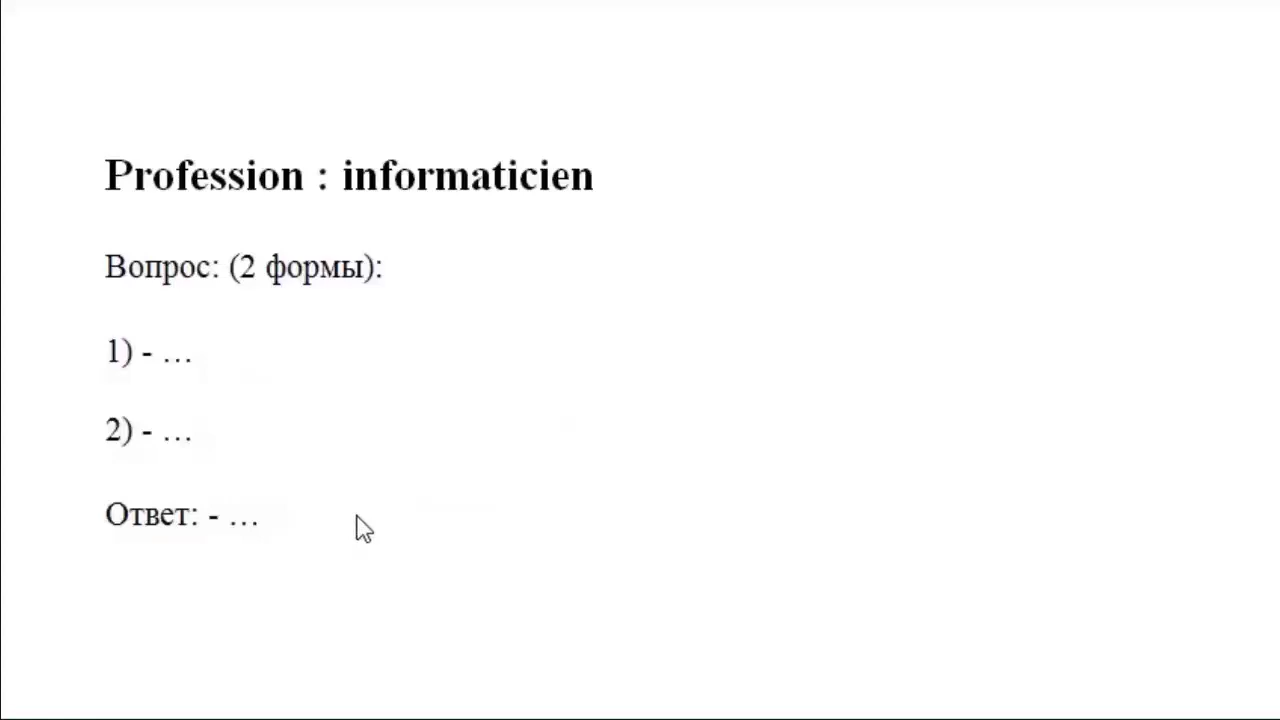 Profession : informaticien
Вопрос: (2 формы):
1) - …
2) - …
Ответ: - …